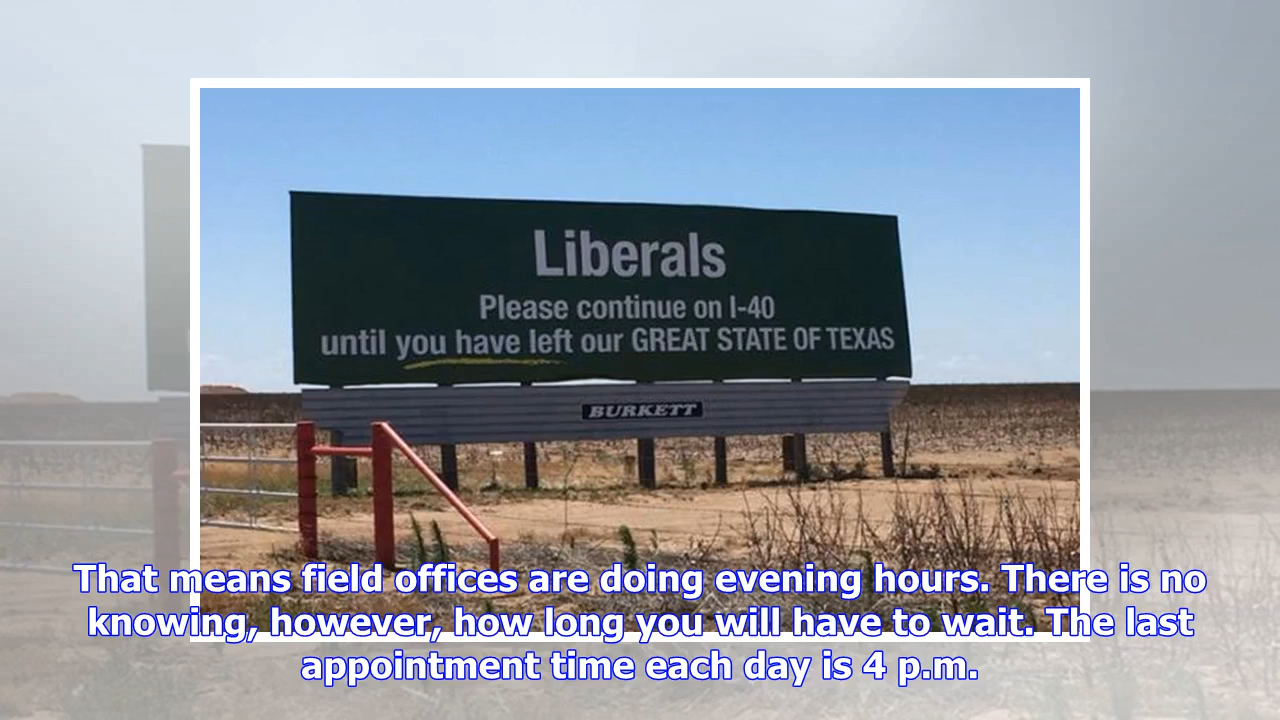 Liberals
Please continue on I-40
until you have left our GREAT STATE OF TEXAS
BURKETT
That means field offices are doing evening hours. There is no
knowing, however, how long you will have to wait. The last
appointment time each day is 4 p.m.